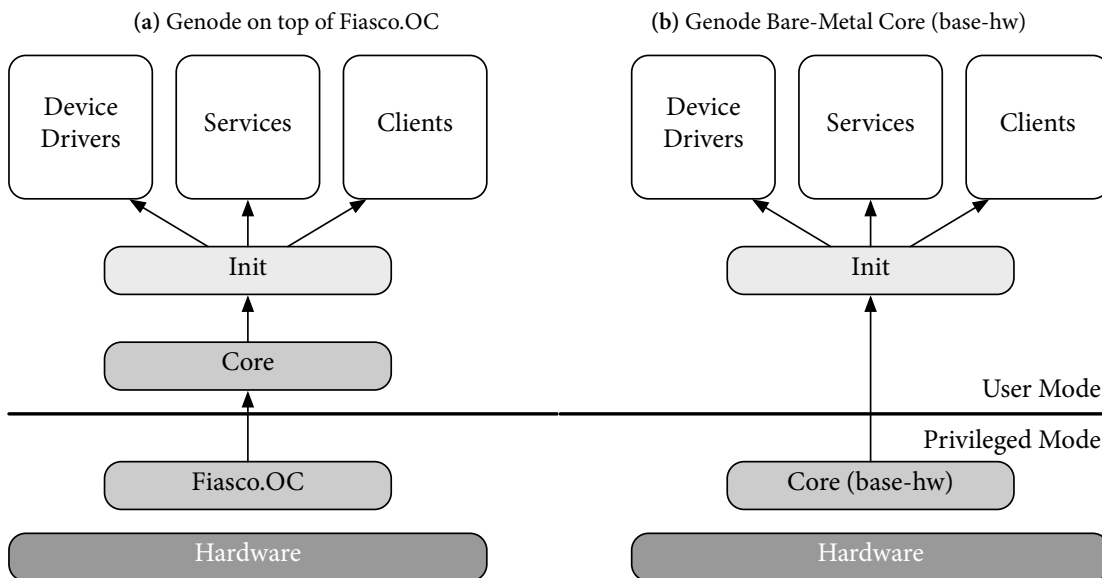 (a) Genode on top of Fiasco.OC
Device
Drivers
Services
Clients
Init
Core
Fiasco.OC
Hardware
(b) Genode Bare-Metal Core (base-hw)
Device
Drivers
Services
Clients
Init
User Mode
Privileged Mode
Core (base-hw)
Hardware